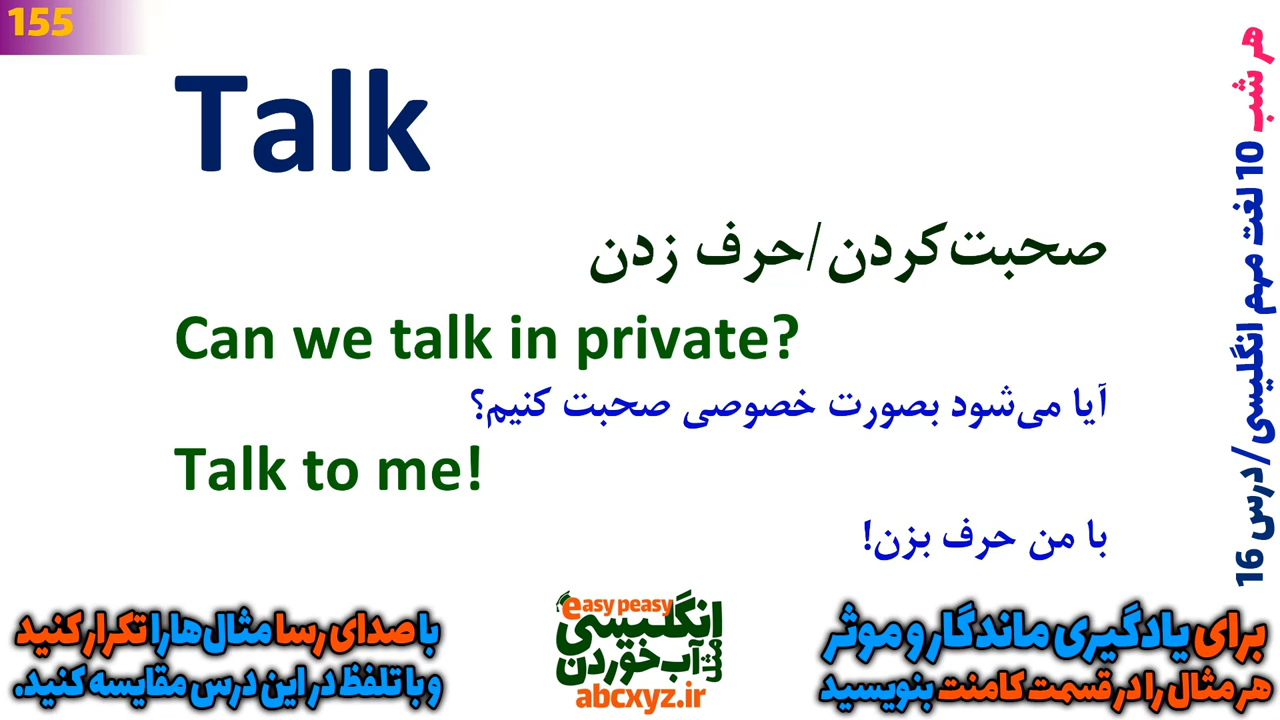 155
Talk
صحبت‌کردن/حرف زدن
Can we talk in private?
آیا می‌شود بصورت خصوصی صحبت کنیم؟
Talk to me!
با من حرف بزن!
هر شب 10 لغت مهم انگلیسی/درس 16
برای یادگیری ماندگار و موثر
هر مثال را در قسمت کامنت بنویسید
easy peasy
انگلیسی
مثل
آب خوردن
abcxyz.ir
با صدای رسا مثال‌ها را تکرار کنید
و با تلفظ در این درس مقایسه کنید.